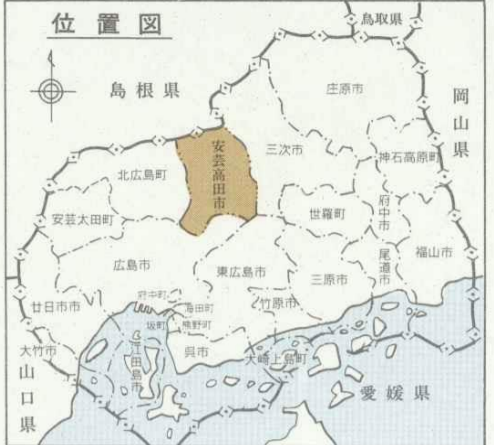 位置図
鳥取県
島根県
庄原市
岡山県
安芸高田市
三次市
神石高原町
北広島町
安芸太田町
世羅町
府中市
福山市
広島市
東広島市
三原市
尾道市
府中町
海田町
竹原市
廿日市市
坂町
熊野町
呉市
大竹市
江田島市
大崎上島町
愛媛県
山口県